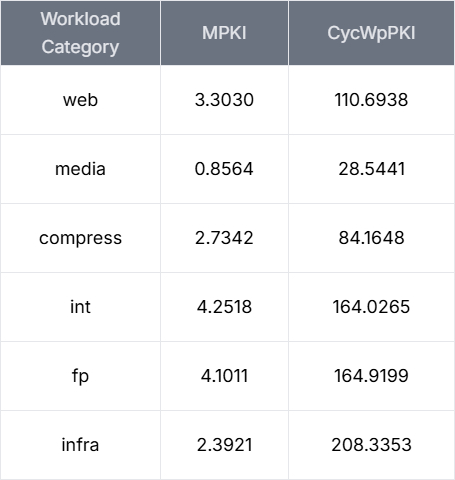 Workload
Category MPKI CycWpPKI
web 3.3030 110.6938
media 0.8564 28.5441
compress 2.7342 84.1648
int 4.2518 164.0265
fp 4.1011 164.9199
infra 2.3921 208.3353